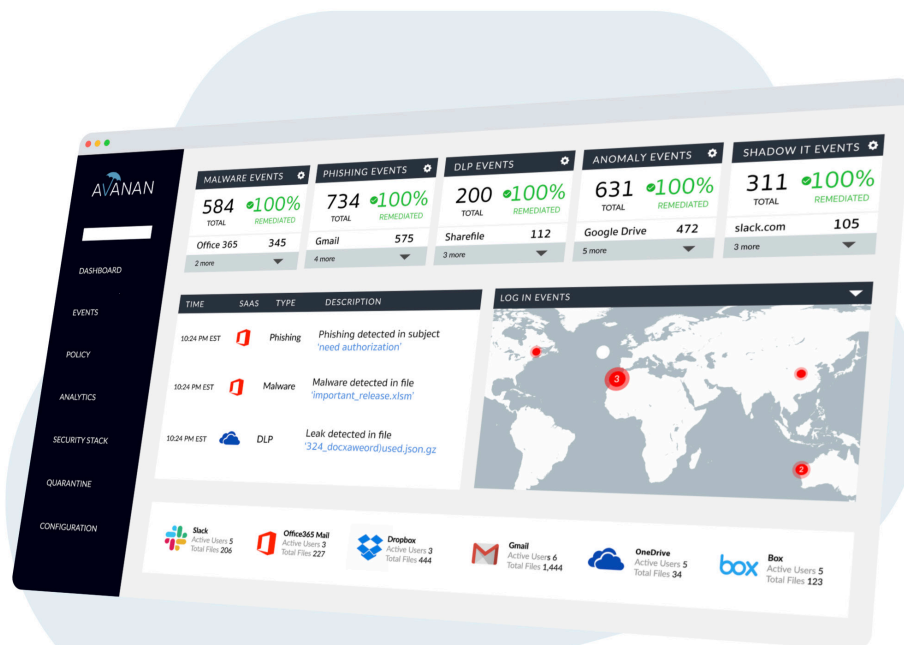 AVANAN
DASHBOARD
EVENTS
POLICY
ANALYTICS
SECURITY STACK
QUARANTINE
CONFIGURATION
MALWARE EVENTS
584 100%
TOTAL REMEDIATED
Office 365 345
2 more
PHISHING EVENTS
734 100%
TOTAL REMEDIATED
Gmail 575
4 more
DLP EVENTS
200 100%
TOTAL REMEDIATED
Sharefile 112
3 more
ANOMALY EVENTS
631 100%
TOTAL REMEDIATED
Google Drive 472
5 more
SHADOW IT EVENTS
311 100%
TOTAL REMEDIATED
slack.com 105
3 more
TIME SAAS TYPE DESCRIPTION
10:24 PM EST Phishing Phishing detected in subject
'need authorization'
10:24 PM EST Malware Malware detected in file
'important_release.xlsm'
10:24 PM EST DLP Leak detected in file
'324_docxaweord)used.json.gz
LOG IN EVENTS
3
2
Slack
Active Users 5
Total Files 206
Office365 Mail
Active Users 3
Total Files 227
Dropbox
Active Users 3
Total Files 444
Gmail
Active Users 6
Total Files 1,444
OneDrive
Active Users 5
Total Files 34
box
Box
Active Users 5
Total Files 123